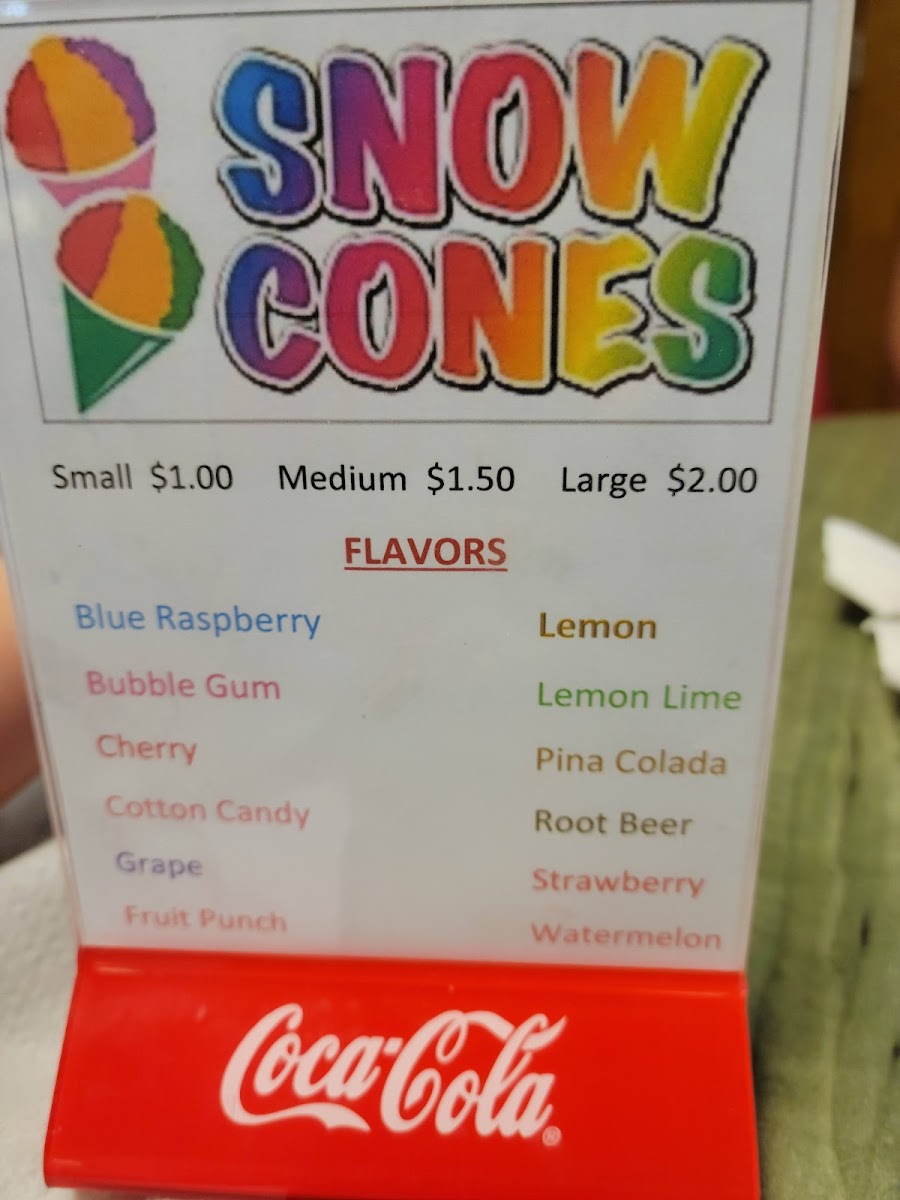 SNOW
CONES
Small $1.00 Medium $1.50 Large $2.00
FLAVORS
Blue Raspberry
Bubble Gum
Cherry
Cotton Candy
Grape
Fruit Punch
Lemon
Lemon Lime
Pina Colada
Root Beer
Strawberry
Watermelon
Coca-Cola®